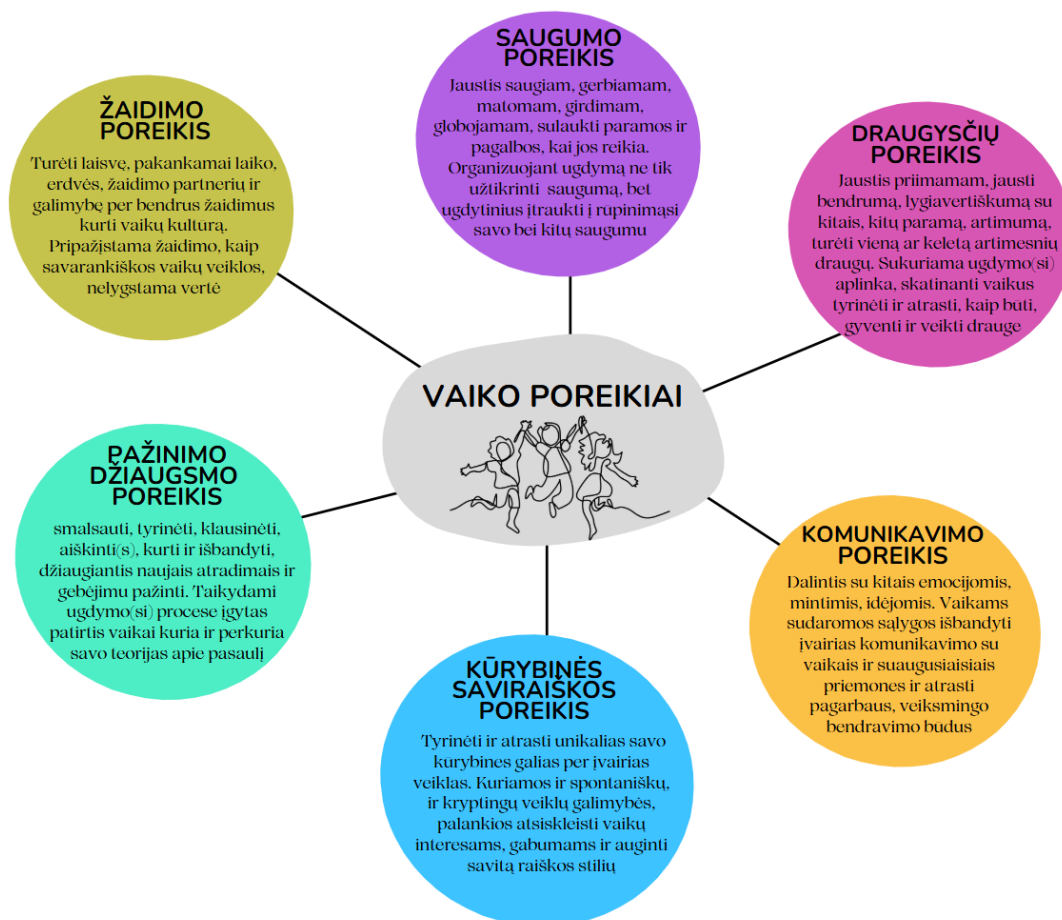 SAUGUMO
POREIKIS
Jaustis saugiam, gerbiamam,
matomam, girdimam,
globojamam, sulaukti paramos ir
pagalbos, kai jos reikia.
Organizuojant ugdymą ne tik
užtikrinti saugumą, bet
ugdytinius įtraukti į rūpinimąsi
savo bei kitų saugumu
ŽAIDIMO
POREIKIS
Turėti laisvę, pakankamai laiko,
erdvės, žaidimo partnerių ir
galimybę per bendrus žaidimus
kurti vaikų kultūrą.
Pripažįstama žaidimo, kaip
savarankiškos vaikų veiklos,
nelygstama vertė
DRAUGYSČIŲ
POREIKIS
Jaustis priimamam, jausti
bendrumą, lygiavertiškumą su
kitais, kitų paramą, artimumą,
turėti vieną ar keletą artimesnių
draugų. Sukuriama ugdymo(si)
aplinka, skatinanti vaikus
tyrinėti ir atrasti, kaip būti,
gyventi ir veikti drauge
VAIKO POREIKIAI
PAŽINIMO
DŽIAUGSMO
POREIKIS
smalsauti, tyrinėti, klausinėti,
aiškinti(s), kurti ir išbandyti,
džiaugiantis naujais atradimais ir
gebėjimu pažinti. Taikydami
ugdymo(si) procese įgytas
patirtis vaikai kuria ir perkuria
savo teorijas apie pasaulį
KOMUNIKAVIMO
POREIKIS
Dalintis su kitais emocijomis,
mintimis, idėjomis. Vaikams
sudaromos sąlygos išbandyti
įvairias komunikavimo su
vaikais ir suaugusiaisiais
priemones ir atrasti
pagarbaus, veiksmingo
bendravimo būdus
KŪRYBINĖS
SAVIRAIŠKOS
POREIKIS
Tyrinėti ir atrasti unikalias savo
kūrybines galias per įvairias
veiklas. Kuriamos ir spontaniškų,
ir kryptingų veiklų galimybės,
palankios atsiskleisti vaikų
interesams, gabumams ir auginti
savitą raiškos stilių